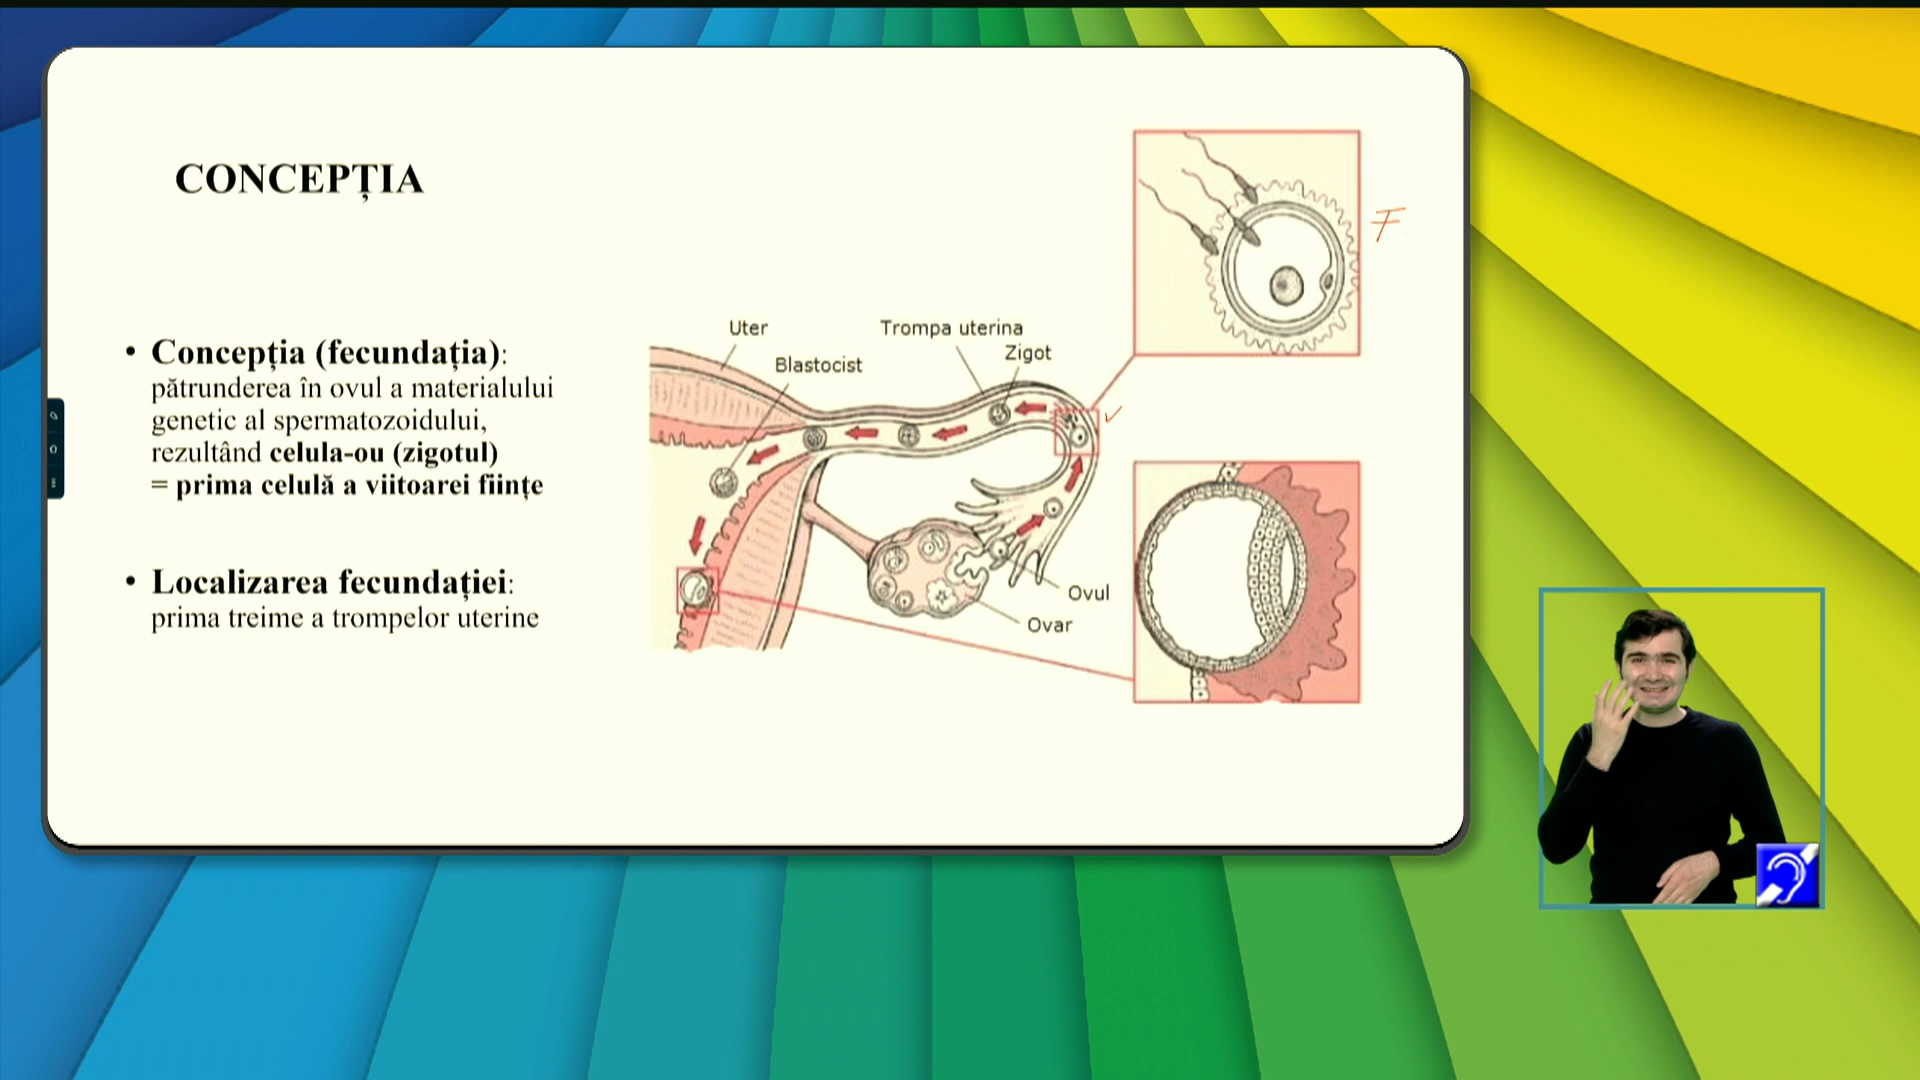 CONCEPȚIA
• Concepția (fecundația):
pătrunderea în ovul a materialului
genetic al spermatozoidului,
rezultând celula-ou (zigotul)
= prima celulă a viitoarei ființe
• Localizarea fecundației:
prima treime a trompelor uterine
Uter
Trompa uterina
Zigot
Blastocist
Ovul
Ovar
F